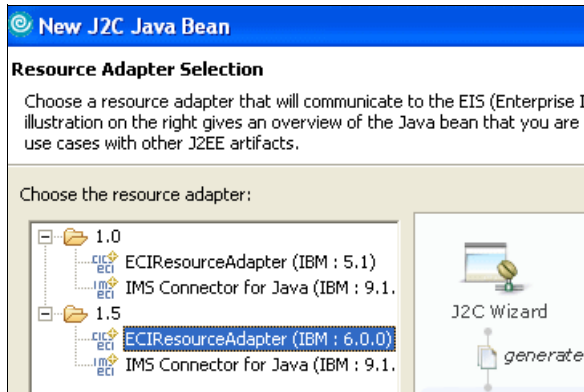 New J2C Java Bean
Resource Adapter Selection
Choose a resource adapter that will communicate to the EIS (Enterprise
illustration on the right gives an overview of the Java bean that you are
use cases with other J2EE artifacts.
Choose the resource adapter:
1.0
CICS ECI ECIResourceAdapter (IBM : 5.1)
IMS ECI IMS Connector for Java (IBM : 9.1.
1.5
CICS ECI ECIResourceAdapter (IBM : 6.0.0)
IMS ECI IMS Connector for Java (IBM : 9.1.
J2C Wizard
generate